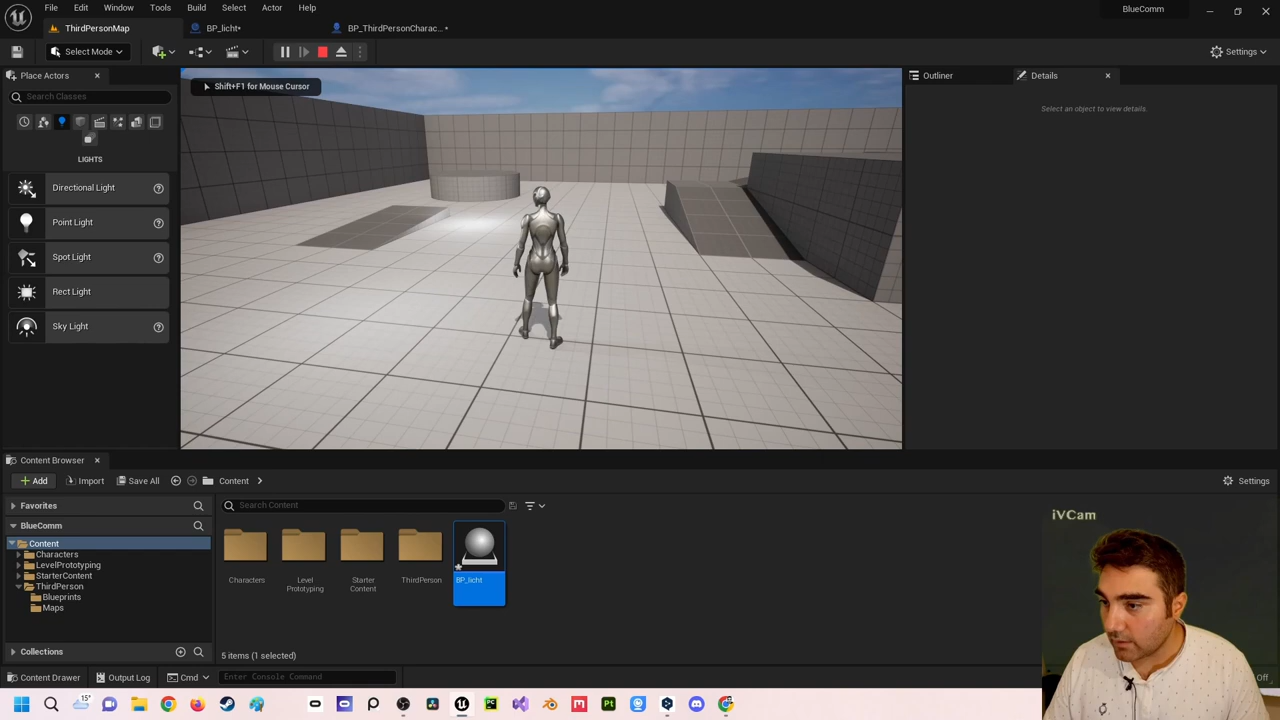 File Edit Window Tools Build Select Actor Help
BlueComm
ThirdPersonMap
BP_licht*
BP_ThirdPersonCharac...*
Select Mode
Settings
Place Actors
Search Classes
LIGHTS
Directional Light
Point Light
Spot Light
Rect Light
Sky Light
Shift+F1 for Mouse Cursor
Outliner
Details
Select an object to view details.
Content Browser
Add
Import
Save All
Content
Settings
Favorites
BlueComm
Content
Characters
LevelPrototyping
StarterContent
ThirdPerson
Blueprints
Maps
Collections
Search Content
Characters
Level
Prototyping
Starter
Content
ThirdPerson
BP_licht
5 items (1 selected)
iVCam
Content Drawer
Output Log
Cmd
Enter Console Command
Off
15°